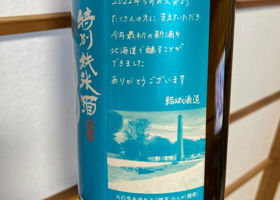 特別純米酒
2022年5月の火災より
たくさんの方に支えていただき
今年最初の新酒を
北海道で醸すことが
できました
ありがとうございます
結城酒造